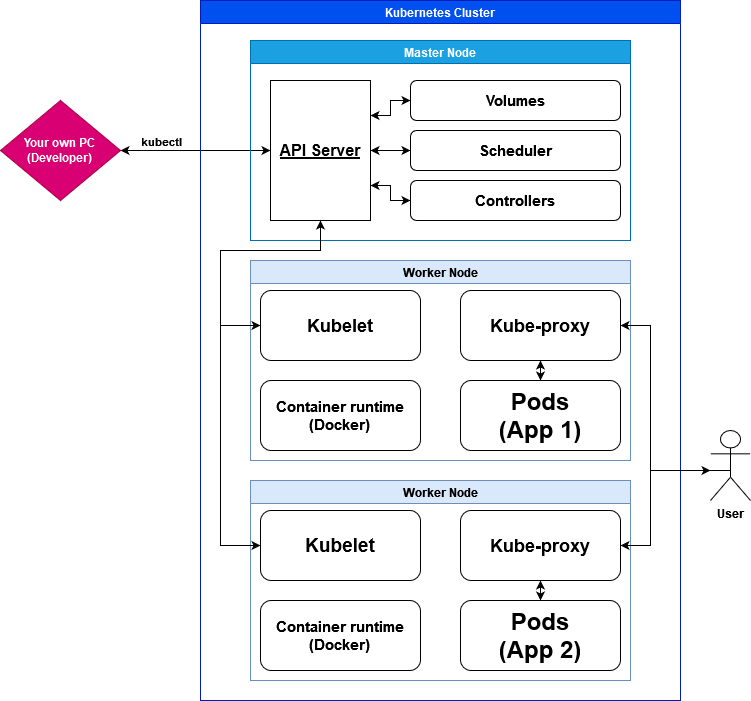 Kubernetes Cluster
Master Node
Your own PC
(Developer)
kubectl
API Server
Volumes
Scheduler
Controllers
Worker Node
Kubelet
Kube-proxy
Container runtime
(Docker)
Pods
(App 1)
Worker Node
Kubelet
Kube-proxy
Container runtime
(Docker)
Pods
(App 2)
User